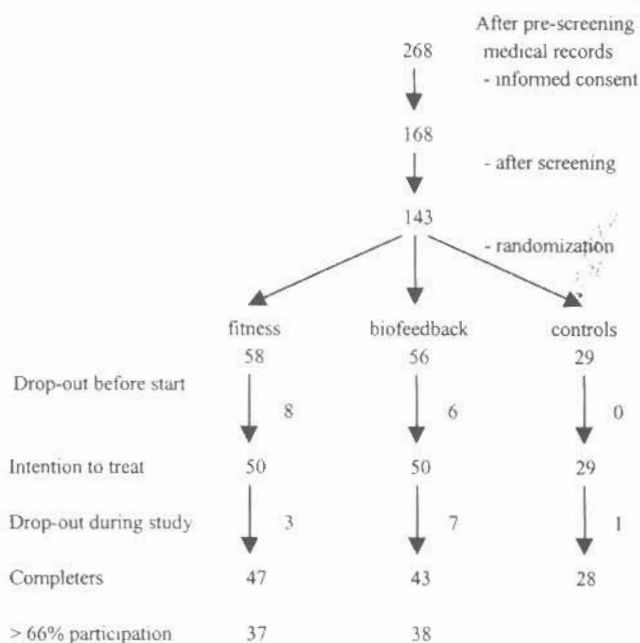 After pre-screening
268 medical records
- informed consent
168
- after screening
143
- randomization
fitness biofeedback controls
58 56 29
Drop-out before start
8 6 0
Intention to treat 50 50 29
Drop-out during study 3 7 1
Completers 47 43 28
> 66% participation 37 38